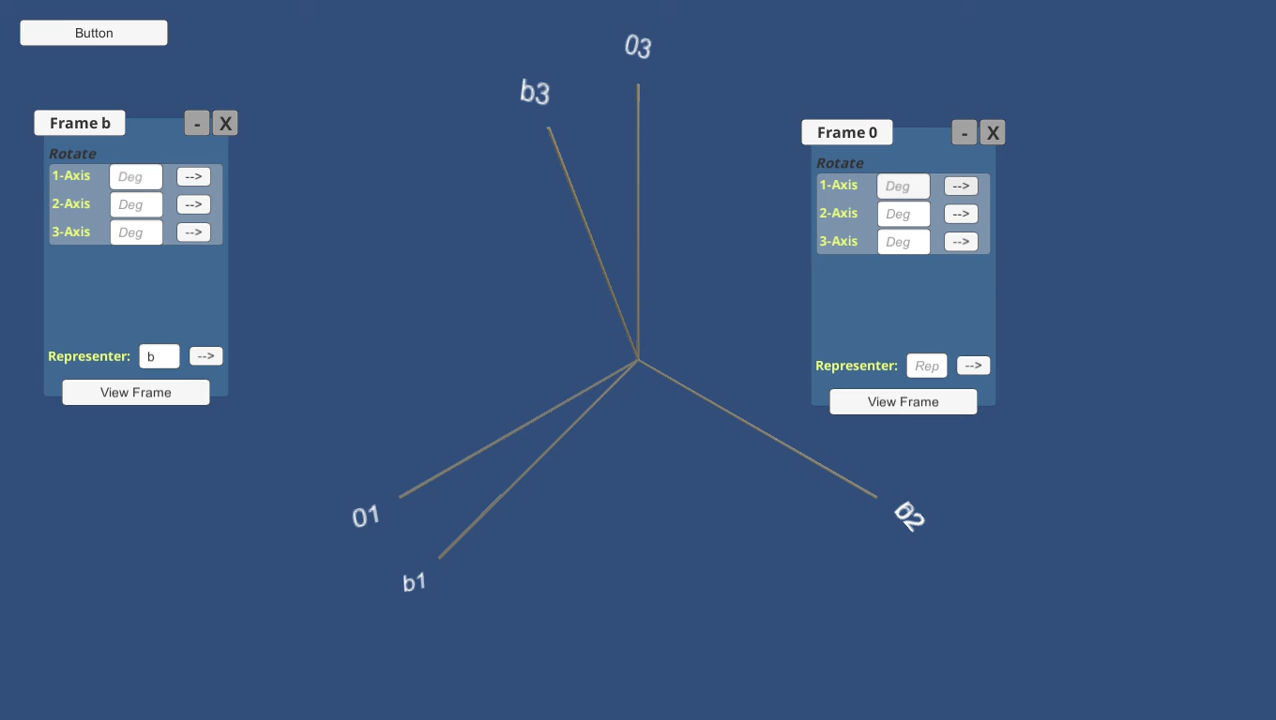 Button
03
b3
Frame b
-
X
Rotate
1-Axis Deg -->
2-Axis Deg -->
3-Axis Deg -->
Representer: b -->
View Frame
Frame 0
-
X
Rotate
1-Axis Deg -->
2-Axis Deg -->
3-Axis Deg -->
Representer: Rep -->
View Frame
01
b1